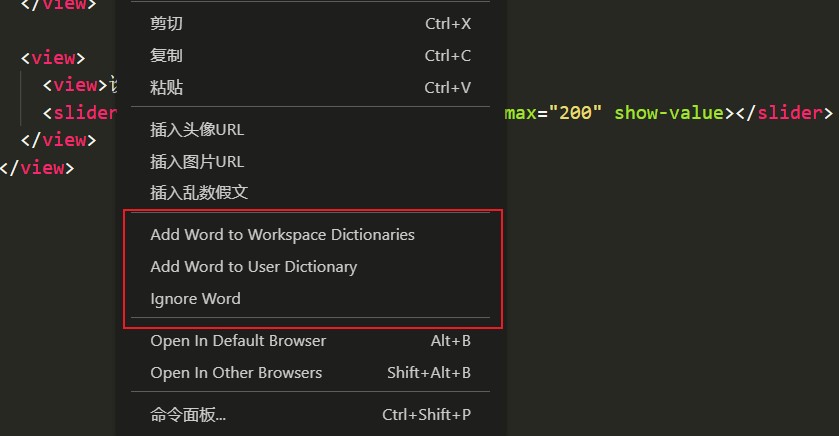 </view>
剪切 Ctrl+X
复制 Ctrl+C
<view>
粘贴 Ctrl+V
<view>
<slider max="200" show-value></slider>
插入头像URL
</view>
插入图片URL
</view>
插入乱数假文
Add Word to Workspace Dictionaries
Add Word to User Dictionary
Ignore Word
Open In Default Browser Alt+B
Open In Other Browsers Shift+Alt+B
命令面板... Ctrl+Shift+P